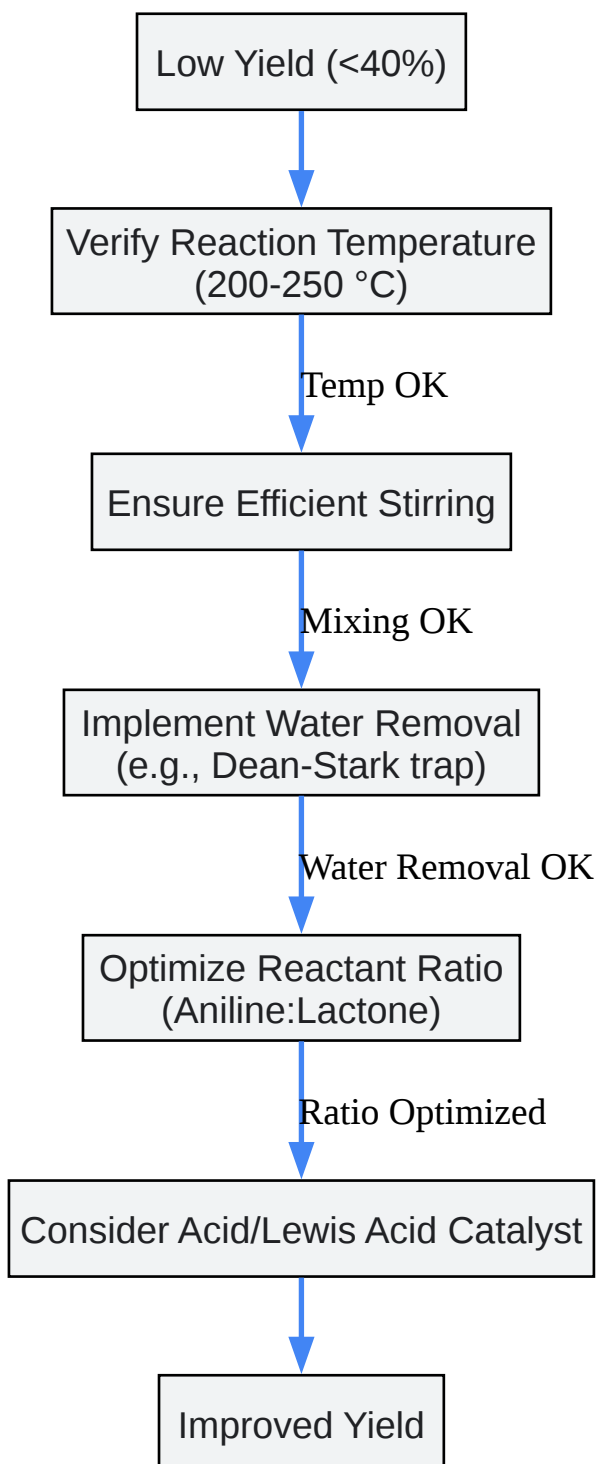 Low Yield (<40%)
Verify Reaction Temperature
(200-250 °C)
Temp OK
Ensure Efficient Stirring
Mixing OK
Implement Water Removal
(e.g., Dean-Stark trap)
Water Removal OK
Optimize Reactant Ratio
(Aniline:Lactone)
Ratio Optimized
Consider Acid/Lewis Acid Catalyst
Improved Yield